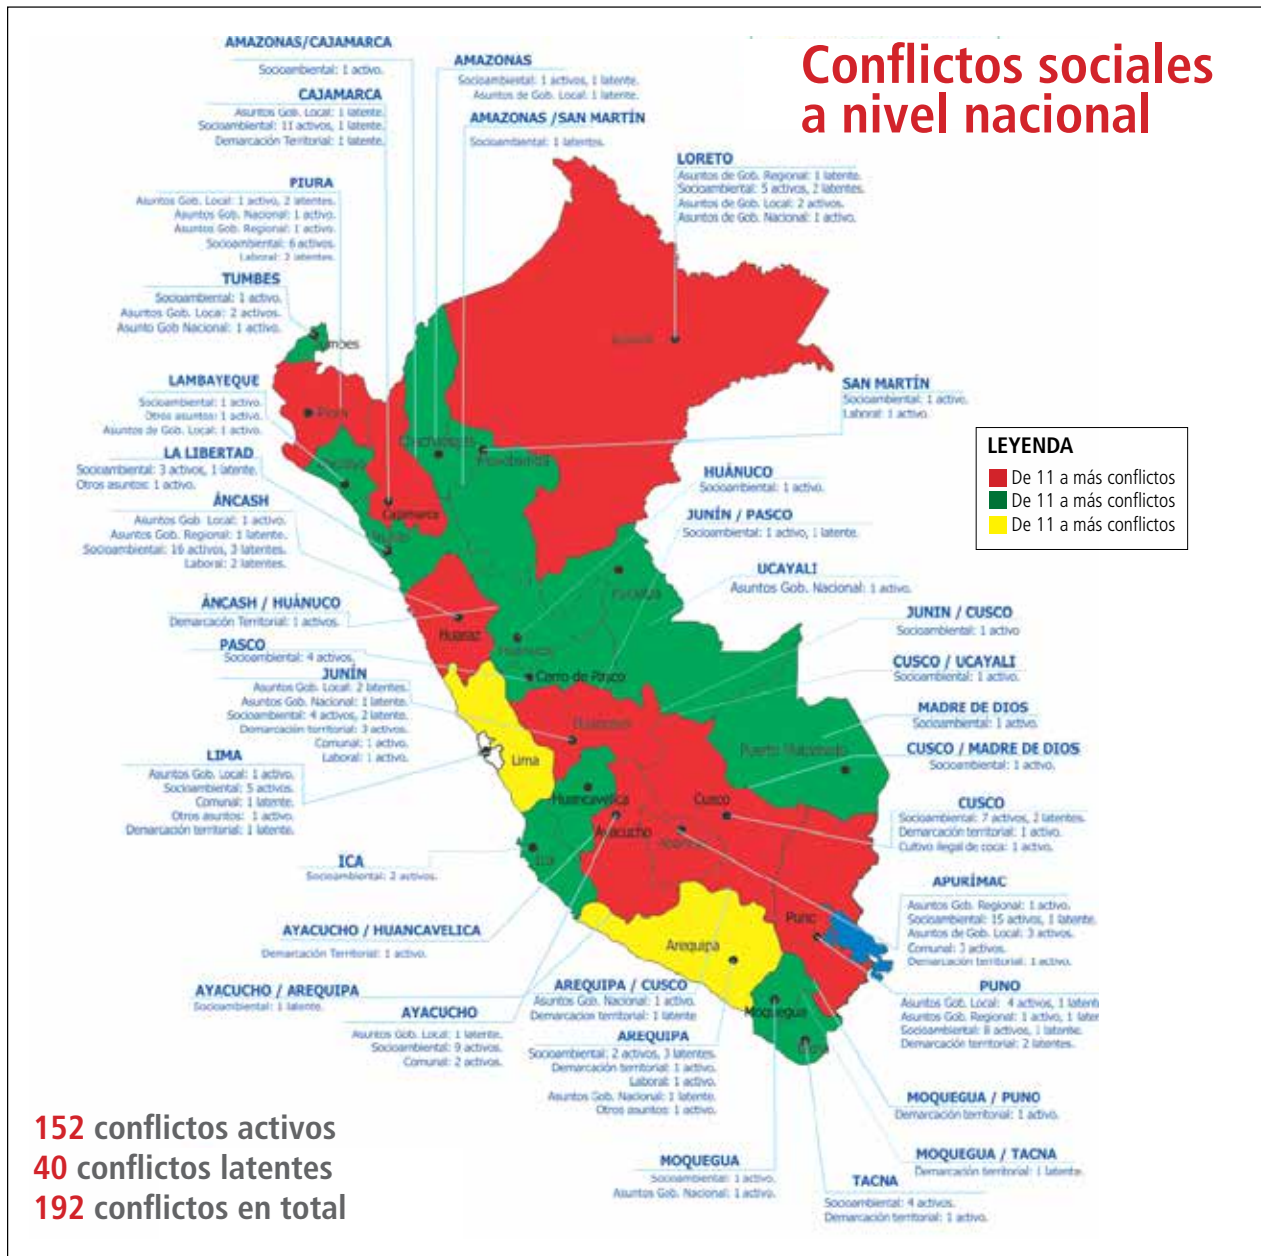 Conflictos sociales
a nivel nacional
AMAZONAS/CAJAMARCA
Socioambiental: 1 activo.
CAJAMARCA
Asuntos Gob. Local: 1 latente.
Socioambiental: 11 activos, 1 latente.
Demarcación Territorial: 1 latente.
AMAZONAS
Socioambiental: 1 activos, 1 latente.
Asuntos de Gob. Local: 1 latente.
AMAZONAS /SAN MARTÍN
Socioambiental: 1 latentes.
LORETO
Asuntos de Gob. Regional: 1 latente.
Socioambiental: 5 activos, 2 latentes.
Asuntos de Gob. Local: 2 activos.
Asuntos de Gob. Nacional: 1 activo.
PIURA
Asuntos Gob. Local: 1 activo, 2 latentes.
Asuntos Gob. Nacional: 1 activo.
Asuntos Gob. Regional: 1 activo.
Socioambiental: 6 activos.
Laboral: 2 latentes.
TUMBES
Socioambiental: 1 activo.
Asuntos Gob. Loca: 2 activos.
Asunto Gob Nacional: 1 activo.
LAMBAYEQUE
Socioambiental: 1 activo.
Otros asuntos: 1 activo.
Asuntos de Gob. Local: 1 activo.
LA LIBERTAD
Socioambiental: 3 activos, 1 latente.
Otros asuntos: 1 activo.
ÁNCASH
Asuntos Gob. Local: 1 activo.
Asuntos Gob. Regional: 1 latente.
Socioambiental: 16 activos, 3 latentes.
Laboral: 2 latentes.
ÁNCASH / HUÁNUCO
Demarcación Territorial: 1 activos.
PASCO
Socioambiental: 4 activos.
JUNÍN
Asuntos Gob. Local: 2 latentes.
Asuntos Gob. Nacional: 1 latente.
Socioambiental: 4 activos, 2 latente.
Demarcación territorial: 3 activos.
Comunal: 1 activo.
Laboral: 1 activo.
LIMA
Asuntos Gob. Local: 1 activo.
Socioambiental: 5 activos.
Comunal: 1 latente.
Otros asuntos: 1 activo.
Demarcación territorial: 1 latente.
ICA
Socioambiental: 2 activos.
AYACUCHO / HUANCAVELICA
Demarcación Territorial: 1 activo.
AYACUCHO / AREQUIPA
Socioambiental: 1 latente.
AYACUCHO
Asuntos Gob. Local: 1 latente.
Socioambiental: 9 activos.
Comunal: 2 activos.
AREQUIPA / CUSCO
Asuntos Gob. Nacional: 1 activo.
Demarcacios territorial: 1 latente
AREQUIPA
Socioambiental: 2 activos, 3 latentes.
Demarcación territorial: 1 activo.
Laboral: 1 activo.
Asuntos Gob. Nacional: 1 latente.
Otros asuntos: 1 activo.
MOQUEGUA
Socioambiental: 1 activo.
Asuntos Gob. Nacional: 1 activo.
SAN MARTÍN
Socioambiental: 1 activo.
Laboral: 1 activo.
LEYENDA
De 11 a más conflictos
De 11 a más conflictos
De 11 a más conflictos
HUÁNUCO
Socioambiental: 1 activo.
JUNÍN / PASCO
Socioambiental: 1 activo, 1 latente.
UCAYALI
Asuntos Gob. Nacional: 1 activo.
JUNIN / CUSCO
Socioambiental: 1 activo
CUSCO / UCAYALI
Socioambiental: 1 activo.
MADRE DE DIOS
Socioambiental: 1 activo.
CUSCO / MADRE DE DIOS
Socioambiental: 1 activo.
CUSCO
Socioambiental: 7 activos, 2 latentes.
Demarcación territorial: 1 activo.
Cultivo ilegal de coca: 1 activo.
APURÍMAC
Asuntos Gob. Regional: 1 activo.
Socioambiental: 15 activos, 1 latente.
Asuntos de Gob. Local: 3 activos.
Comunal: 3 activos.
Demarcación territorial: 1 activo.
PUNO
Asuntos Gob. Local: 4 activos, 1 latent
Asuntos Gob. Regional: 1 activo, 1 lat
Socioambiental: 8 activos, 1 latente.
Demarcación territorial: 2 latentes.
MOQUEGUA / PUNO
Demarcación territorial: 1 activo.
MOQUEGUA / TACNA
Demarcación territorial: 1 latente.
TACNA
Socioambiental: 4 activos.
Demarcación territorial: 1 activo.
Piura
Cajamarca
Huaraz
Cerro de Pasco
Puerto Maldonado
Lima
Huancavelica
Ayacucho
Cusco
Ica
Arequipa
Puno
Moquegua
152 conflictos activos
40 conflictos latentes
192 conflictos en total